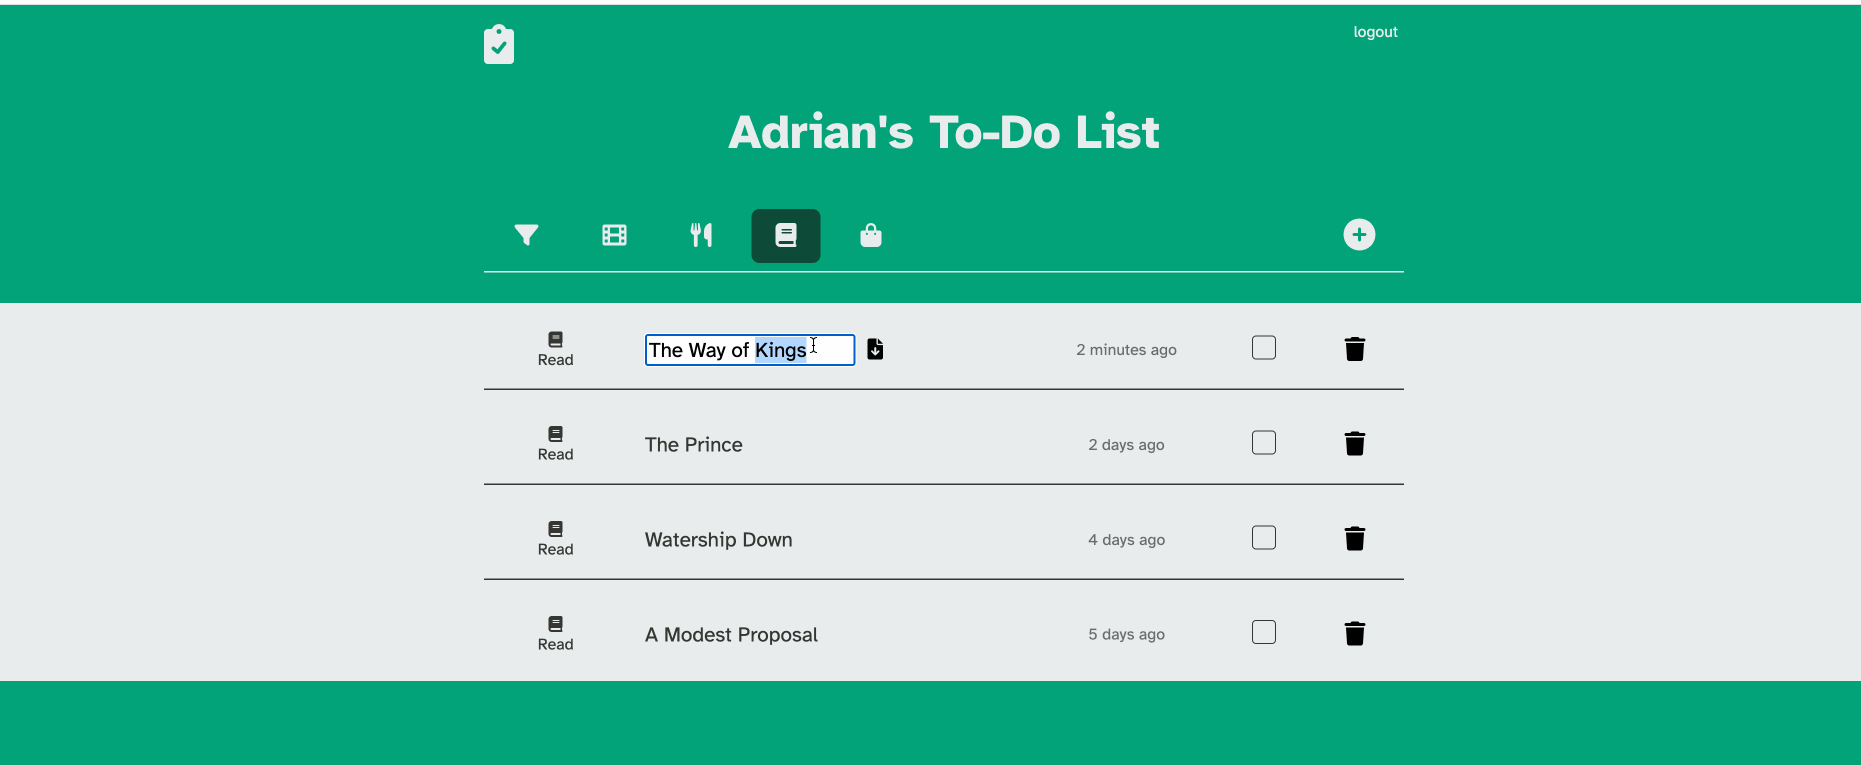 logout
Adrian's To-Do List
Read
The Way of Kings
2 minutes ago
Read
The Prince
2 days ago
Read
Watership Down
4 days ago
Read
A Modest Proposal
5 days ago